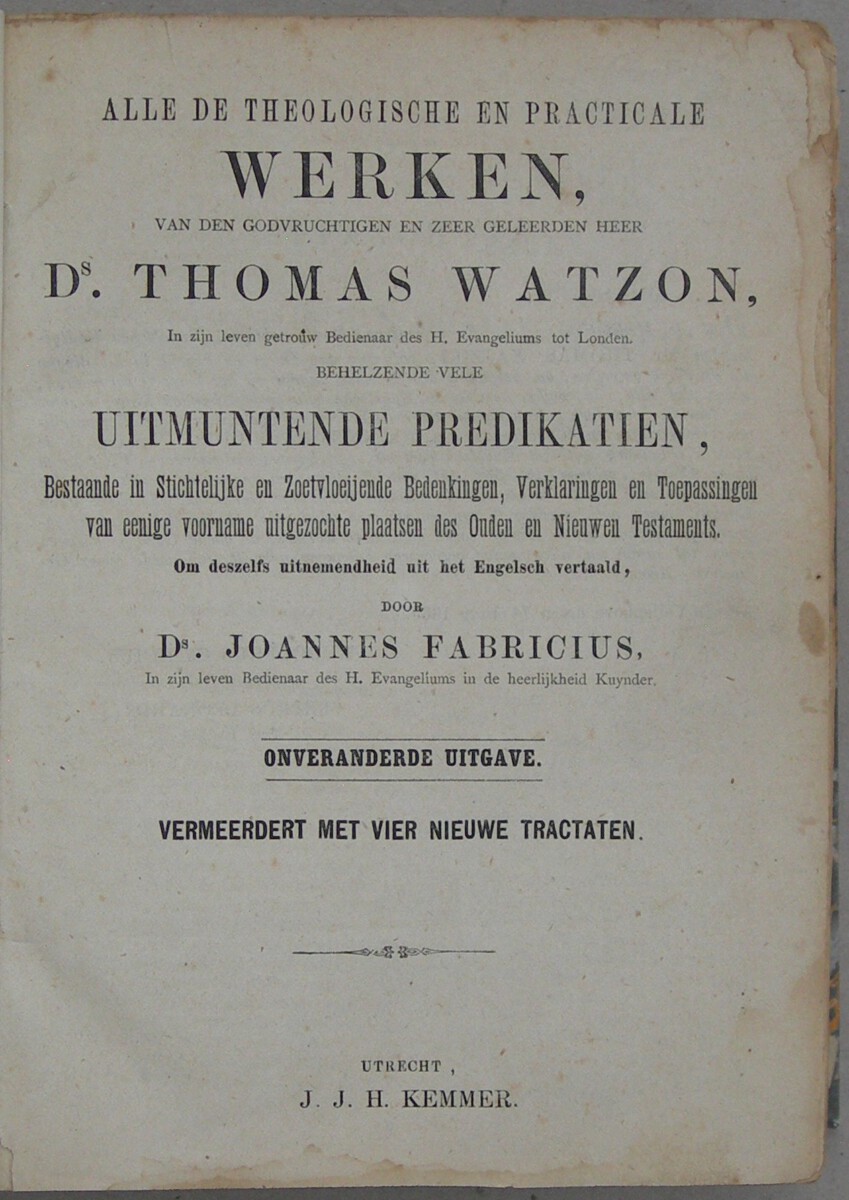 ALLE DE THEOLOGISCHE EN PRACTICALE
WERKEN,
VAN DEN GODVRUCHTIGEN EN ZEER GELEERDEN HEER
Ds. THOMAS WATZON,
In zijn leven getrouw Bedienaar des H. Evangeliums tot Londen.
BEHELZENDE VELE
UITMUNTENDE PREDIKATIEN,
Bestaande in Stichtelijke en Zoetvloeijende Bedenkingen, Verklaringen en Toepassingen
van eenige voorname uitgezochte plaatsen des Ouden en Nieuwen Testaments.
Om deszelfs uitnemendheid uit het Engelsch vertaald,
DOOR
Ds. JOANNES FABRICIUS,
In zijn leven Bedienaar des H. Evangeliums in de heerlijkheid Kuynder.
ONVERANDERDE UITGAVE.
VERMEERDERT MET VIER NIEUWE TRACTATEN.
UTRECHT,
J. J. H. KEMMER.